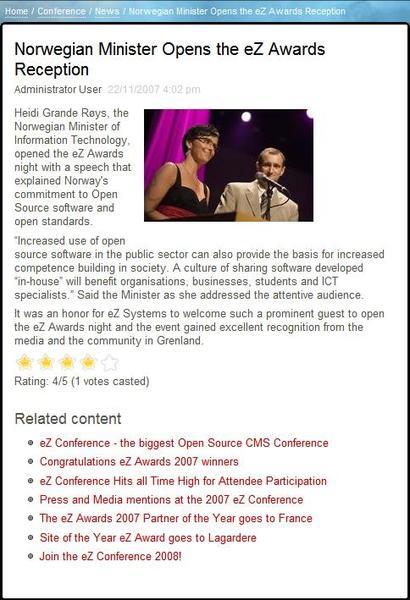 Home / Conference / News / Norwegian Minister Opens the eZ Awards Reception
Norwegian Minister Opens the eZ Awards
Reception
Administrator User 22/11/2007 4:02 pm
Heidi Grande Røys, the
Norwegian Minister of
Information Technology,
opened the eZ Awards
night with a speech that
explained Norway's
commitment to Open
Source software and
open standards.
“Increased use of open
source software in the public sector can also provide the basis for increased
competence building in society. A culture of sharing software developed
“in-house” will benefit organisations, businesses, students and ICT
specialists.” Said the Minister as she addressed the attentive audience.
It was an honor for eZ Systems to welcome such a prominent guest to open
the eZ Awards night and the event gained excellent recognition from the
media and the community in Grenland.
Rating: 4/5 (1 votes casted)
Related content
eZ Conference - the biggest Open Source CMS Conference
Congratulations eZ Awards 2007 winners
eZ Conference Hits all Time High for Attendee Participation
Press and Media mentions at the 2007 eZ Conference
The eZ Awards 2007 Partner of the Year goes to France
Site of the Year eZ Award goes to Lagardere
Join the eZ Conference 2008!